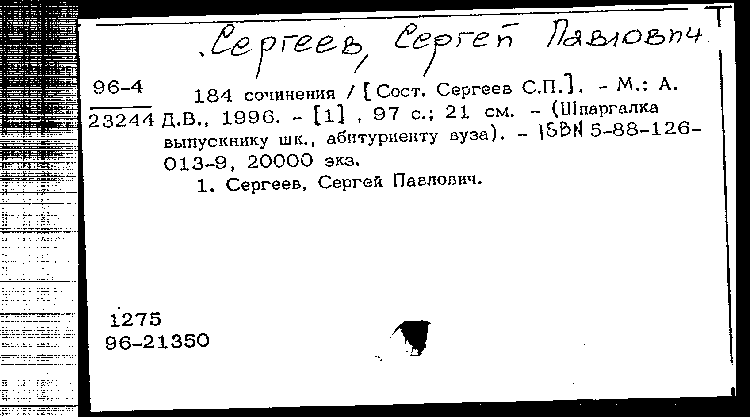 Сергеев, Сергей Павлович
96-4
23244
184 сочинения / [Сост. Сергеев С.П.]. - М.: А.
Д.В., 1996. - [1] , 97 с.; 21 см. - (Шпаргалка
выпускнику шк., абитуриенту вуза). - ISBN 5-88-126-
013-9, 20000 экз.
1. Сергеев, Сергей Павлович.
1275
96-21350